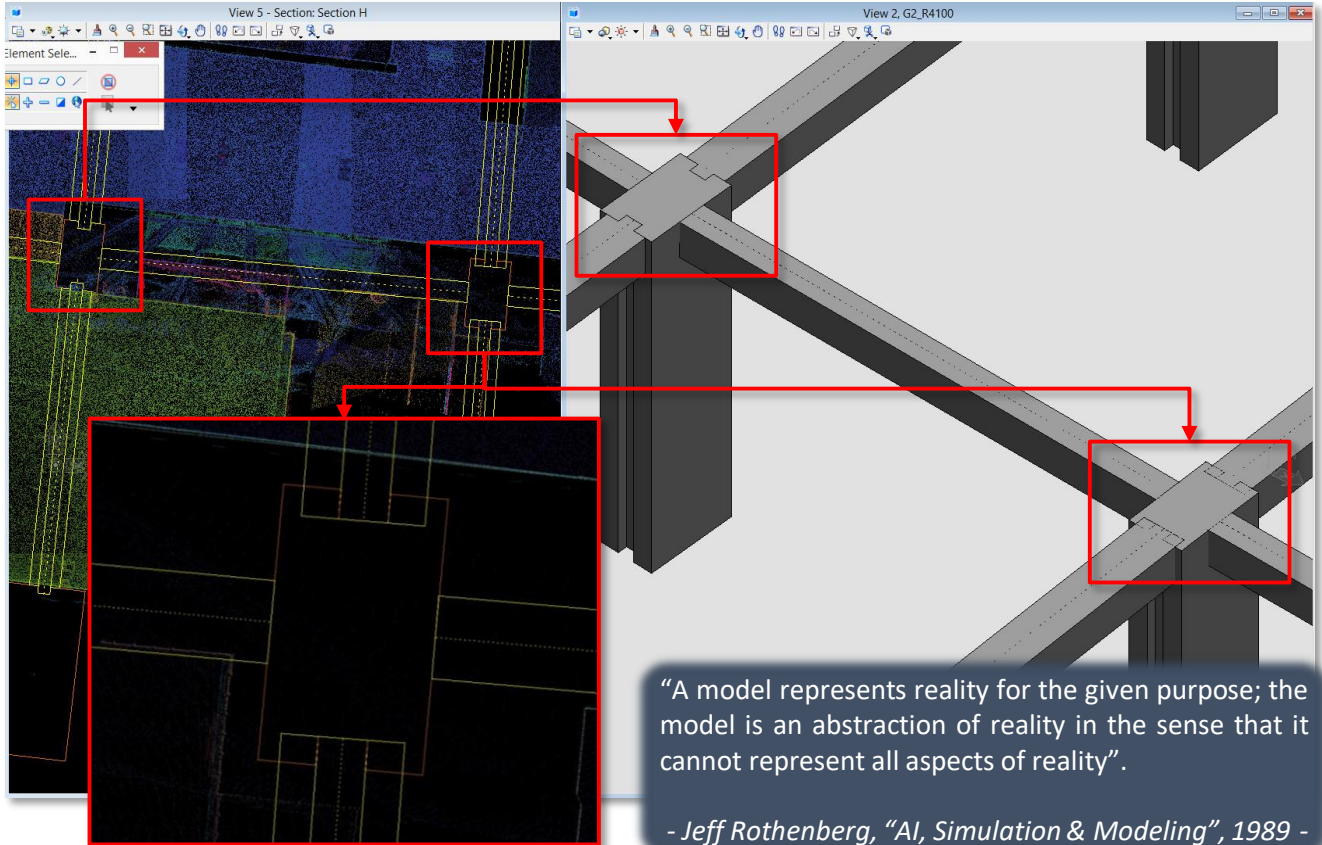 View 5 - Section: Section H
View 2, G2_R4100
Element Sele...
“A model represents reality for the given purpose; the
model is an abstraction of reality in the sense that it
cannot represent all aspects of reality”.
- Jeff Rothenberg, “AI, Simulation & Modeling”, 1989 -